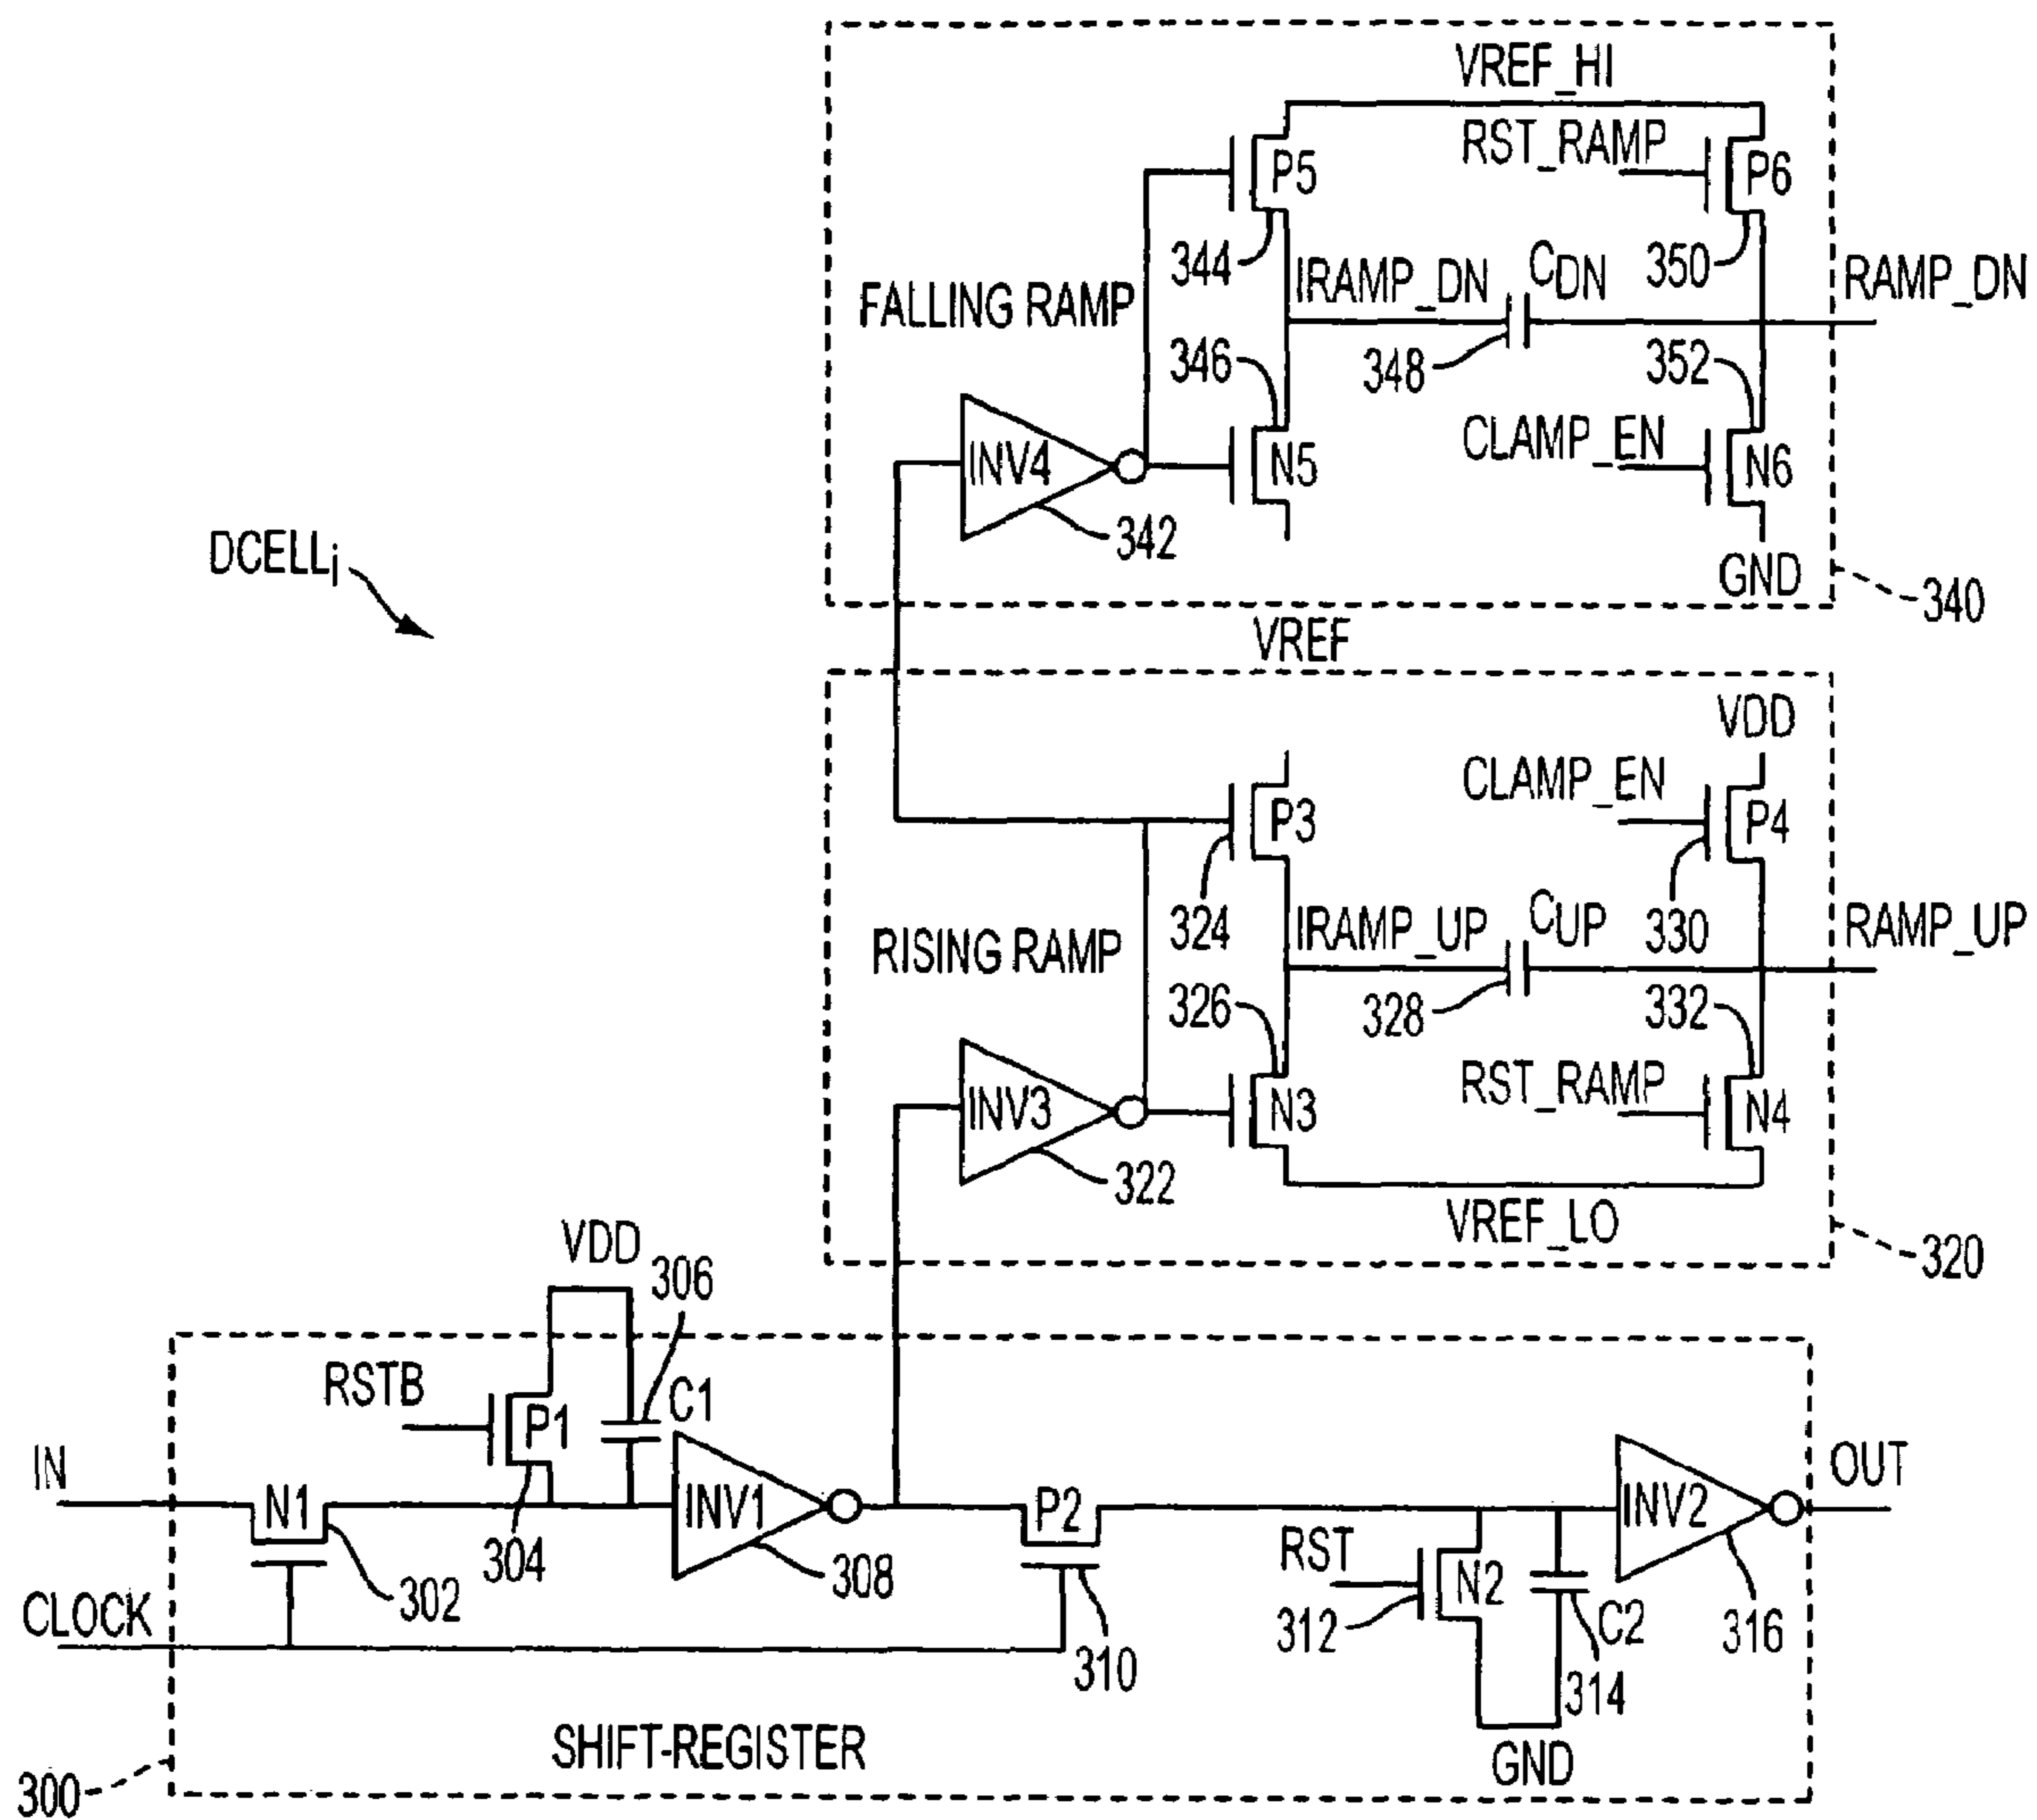 VREF_HI
RST_RAMP
P5
P6
344
350
IRAMP_DN
CDN
RAMP_DN
FALLING RAMP
346
348
352
CLAMP_EN
INV4
N5
N6
342
DCELLi
GND
340
VREF
VDD
CLAMP_EN
P3
P4
324
330
IRAMP_UP
CUP
RAMP_UP
RISING RAMP
326
328
332
RST_RAMP
INV3
N3
N4
322
VREF_LO
320
VDD
306
RSTB
P1
C1
IN
N1
INV1
P2
INV2
OUT
304
RST
N2
302
308
CLOCK
312
C2
316
310
314
SHIFT-REGISTER
GND
300